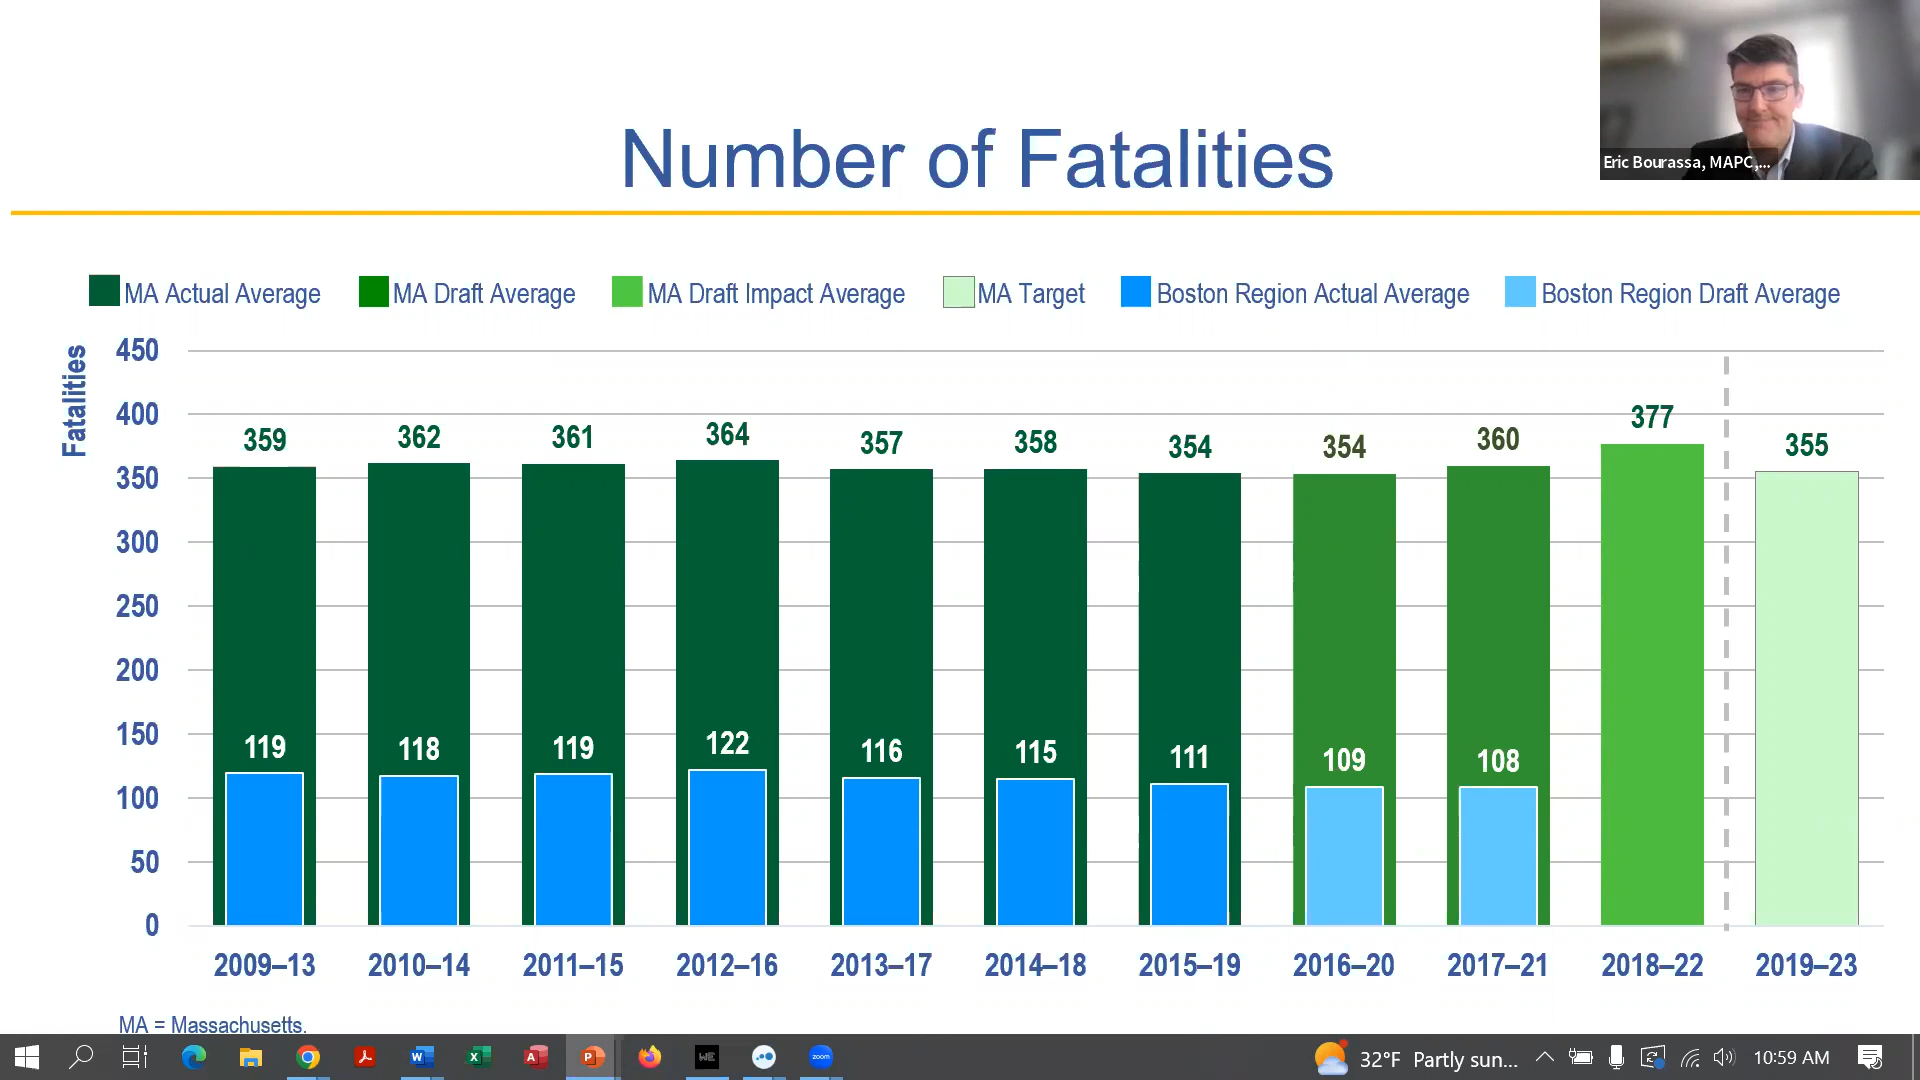 Eric Bourassa, MAPC,...
Number of Fatalities
MA Actual Average MA Draft Average MA Draft Impact Average MA Target Boston Region Actual Average Boston Region Draft Average
Fatalities
450
400
350
300
250
200
150
100
50
0
359 362 361 364 357 358 354 354 360 377 355
119 118 119 122 116 115 111 109 108
2009–13 2010–14 2011–15 2012–16 2013–17 2014–18 2015–19 2016–20 2017–21 2018–22 2019–23
MA = Massachusetts.
W X A P WE zoom 32°F Partly sun... 10:59 AM